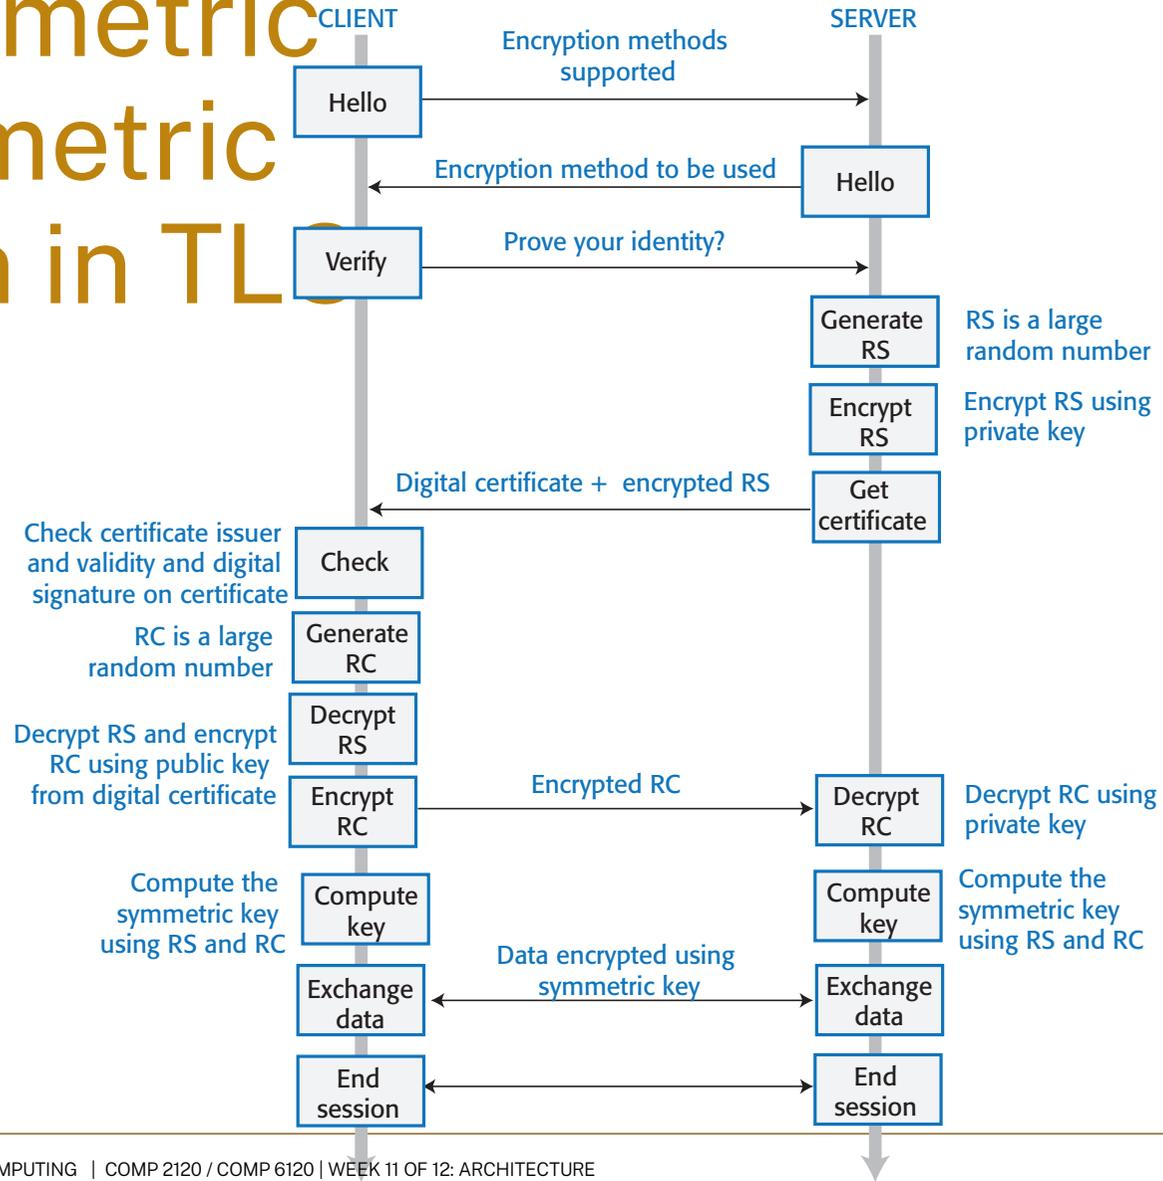 metric
metric
in TL
CLIENT
SERVER
Encryption methods
supported
Hello
Encryption method to be used
Hello
Prove your identity?
Verify
Generate
RS
RS is a large
random number
Encrypt
RS
Encrypt RS using
private key
Digital certificate + encrypted RS
Get
certificate
Check certificate issuer
and validity and digital
signature on certificate
Check
RC is a large
random number
Generate
RC
Decrypt
RS
Decrypt RS and encrypt
RC using public key
from digital certificate
Encrypt
RC
Encrypted RC
Decrypt
RC
Decrypt RC using
private key
Compute the
symmetric key
using RS and RC
Compute
key
Compute
key
Compute the
symmetric key
using RS and RC
Data encrypted using
symmetric key
Exchange
data
Exchange
data
End
session
End
session
MPUTING | COMP 2120 / COMP 6120 | WEEK 11 OF 12: ARCHITECTURE